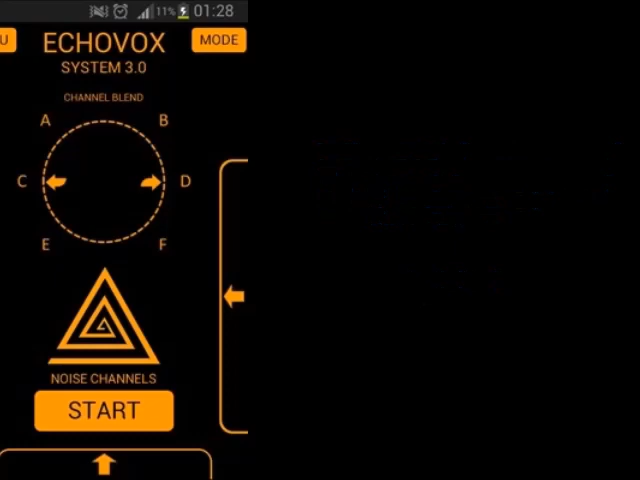 11% 01:28
U ECHOVOX MODE
SYSTEM 3.0
CHANNEL BLEND
A B
C D
E F
NOISE CHANNELS
START